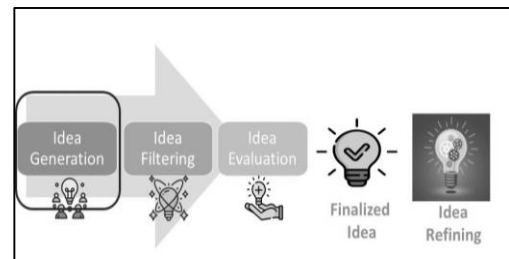 Idea
Generation
Idea
Filtering
Idea
Evaluation
Finalized
Idea
Idea
Refining